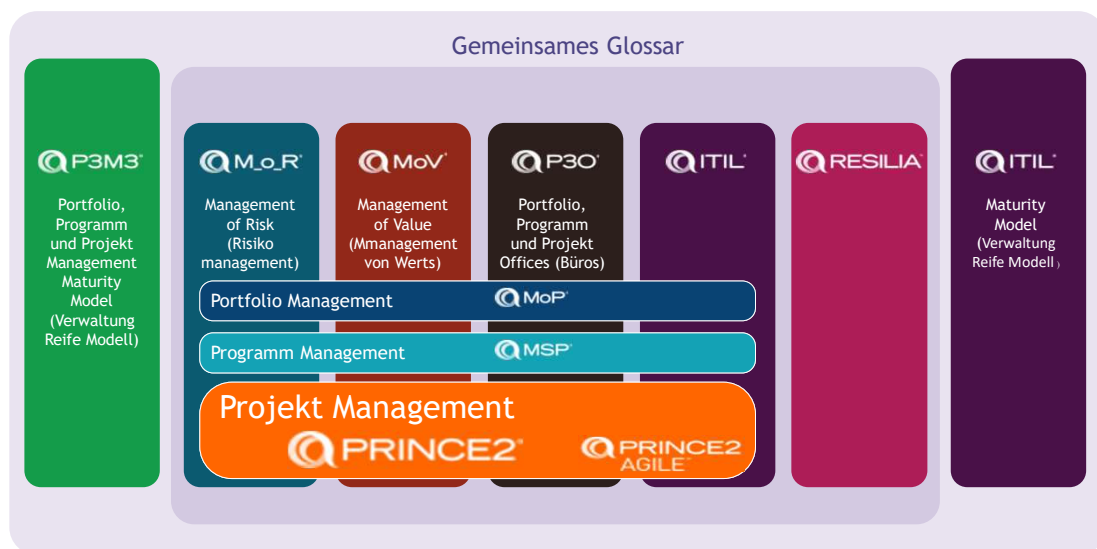 Gemeinsames Glossar
P3M3
Portfolio,
Programm
und Projekt
Management
Maturity
Model
(Verwaltung
Reife Modell)
M_o_R
Management
of Risk
(Risiko
management)
MoV
Management
of Value
(Mmanagement
von Werts)
P3O
Portfolio,
Programm
und Projekt
Offices (Büros)
ITIL
RESILIA
ITIL
Maturity
Model
(Verwaltung
Reife Modell)
Portfolio Management
MoP
Programm Management
MSP
Projekt Management
PRINCE2
PRINCE2
AGILE